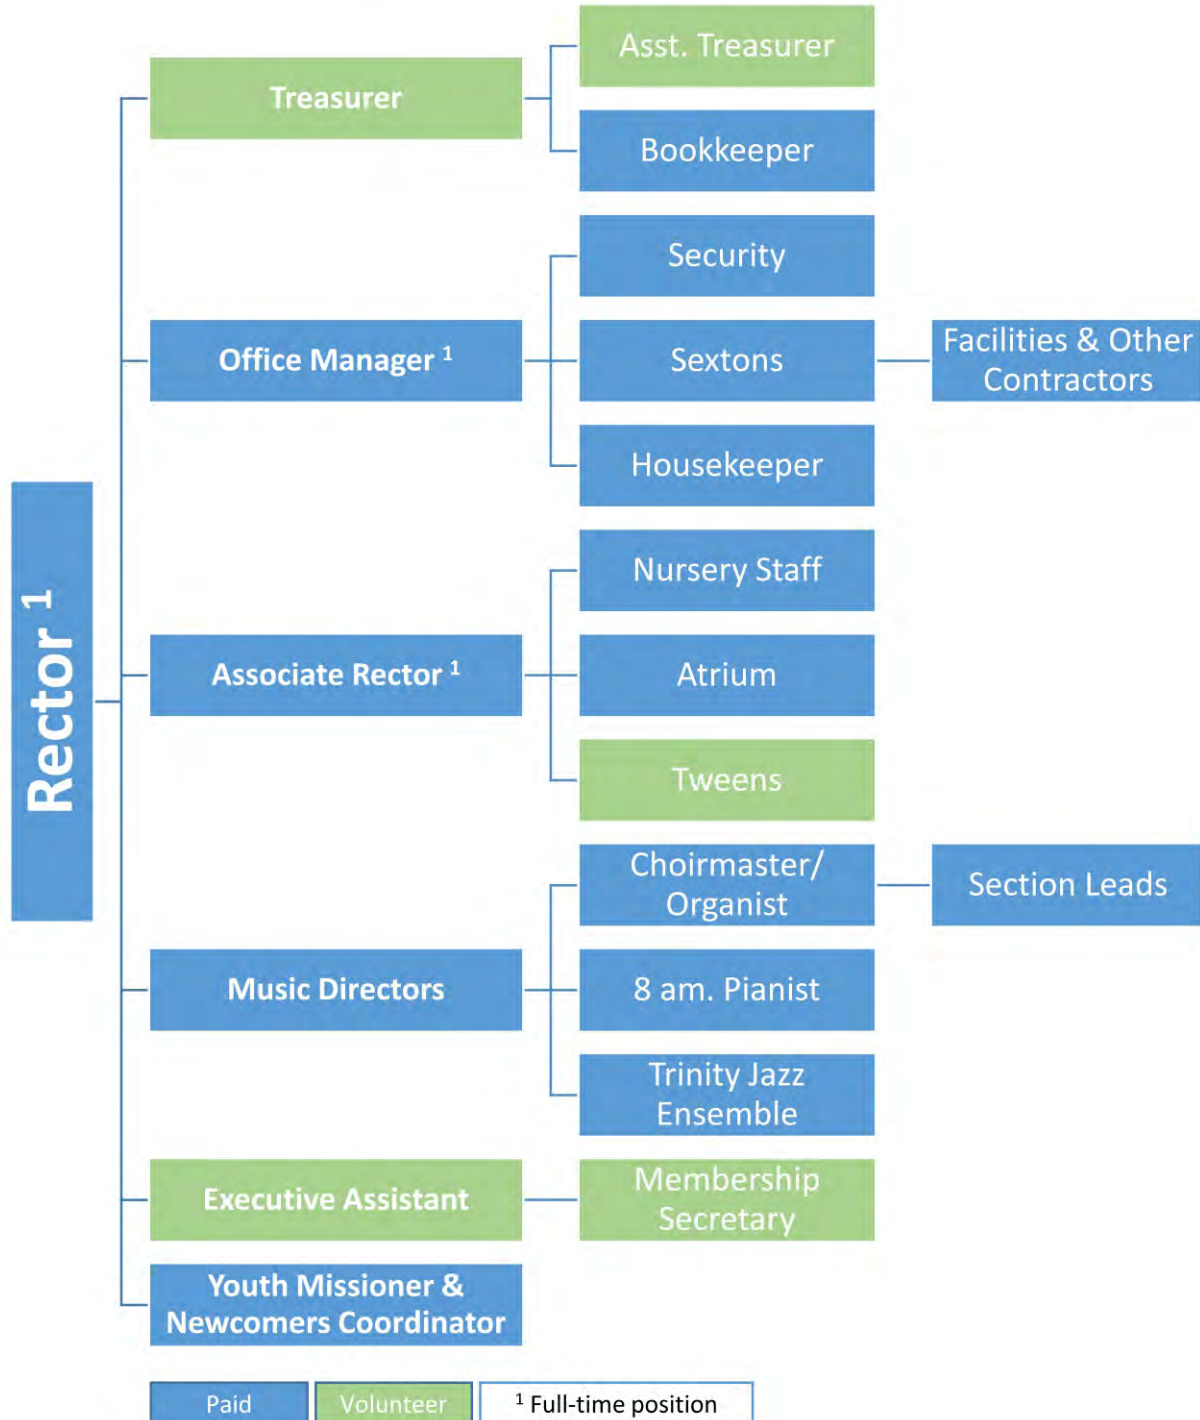 Rector 1
Treasurer
Asst. Treasurer
Bookkeeper
Office Manager 1
Security
Sextons
Facilities & Other
Contractors
Housekeeper
Associate Rector 1
Nursery Staff
Atrium
Tweens
Music Directors
Choirmaster/
Organist
Section Leads
8 am. Pianist
Trinity Jazz
Ensemble
Executive Assistant
Membership
Secretary
Youth Missioner &
Newcomers Coordinator
Paid
Volunteer
1 Full-time position